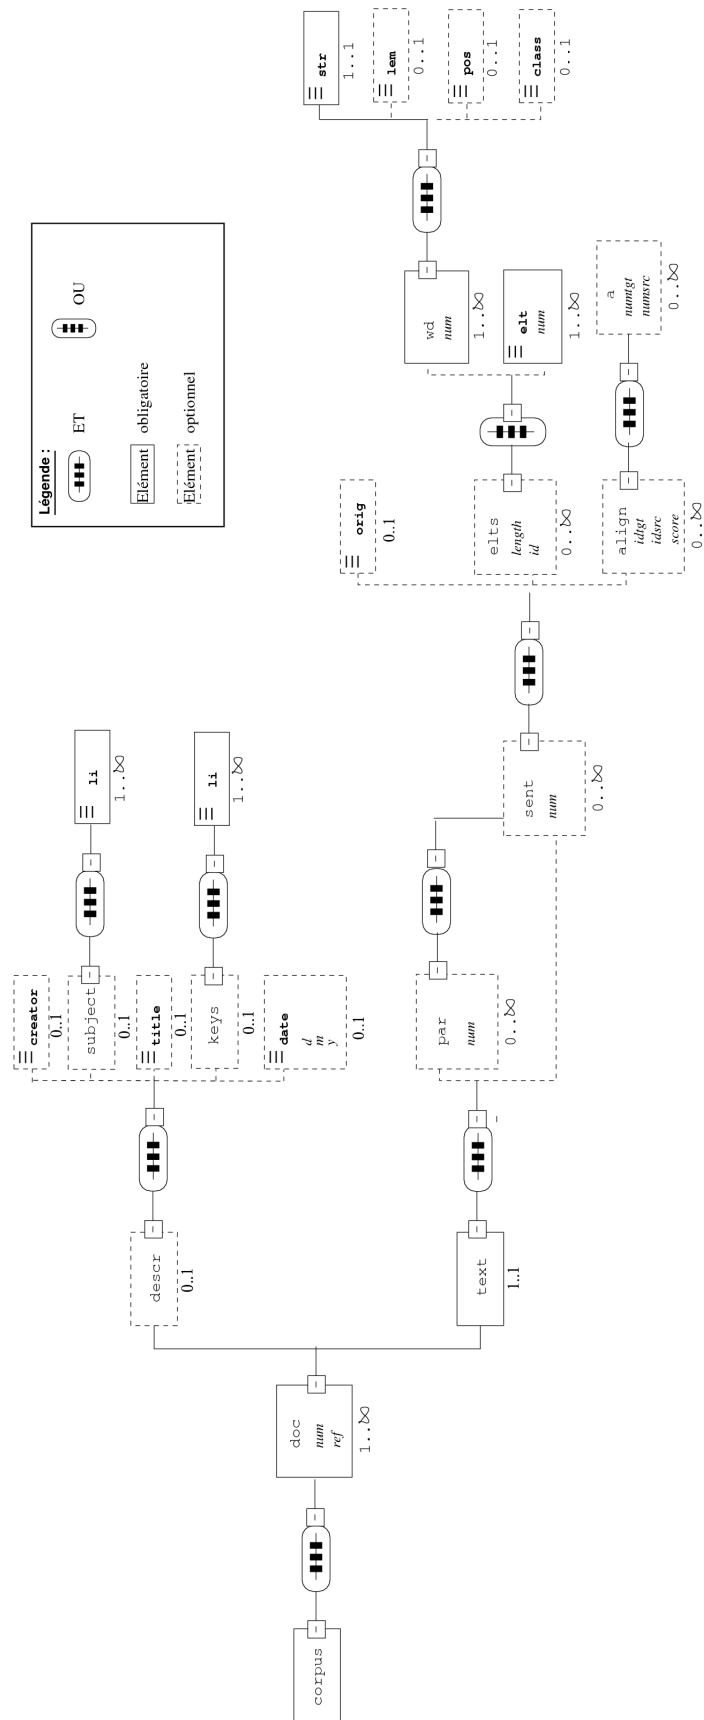 Légende :
ET
OU
Elément
obligatoire
Elément
optionnel
corpus
doc
num
ref
1..∞
descr
0..1
creator
0..1
subject
0..1
li
1..∞
title
0..1
keys
0..1
li
1..∞
date
d
m
y
0..1
text
1..1
par
num
0..∞
sent
num
0..∞
orig
0..1
elts
length
id
0..∞
wd
num
1..∞
str
1..1
lem
0..1
pos
0..1
class
0..1
elt
num
1..∞
align
idtgt
idsrc
score
0..∞
a
numtgt
numsrc
0..∞